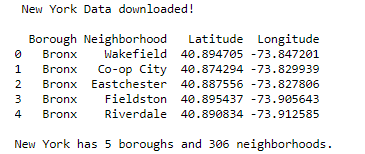 New York Data downloaded!
Borough Neighborhood Latitude Longitude
0 Bronx Wakefield 40.894705 -73.847201
1 Bronx Co-op City 40.874294 -73.829939
2 Bronx Eastchester 40.887556 -73.827806
3 Bronx Fieldston 40.895437 -73.905643
4 Bronx Riverdale 40.890834 -73.912585
New York has 5 boroughs and 306 neighborhoods.